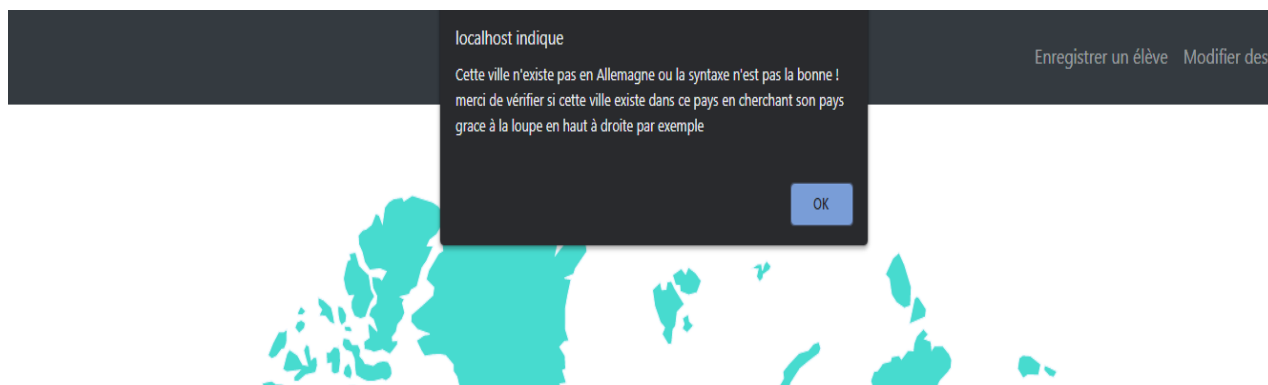 localhost indique
Enregistrer un élève Modifier des
Cette ville n'existe pas en Allemagne ou la syntaxe n'est pas la bonne !
merci de vérifier si cette ville existe dans ce pays en cherchant son pays
grace à la loupe en haut à droite par exemple
OK